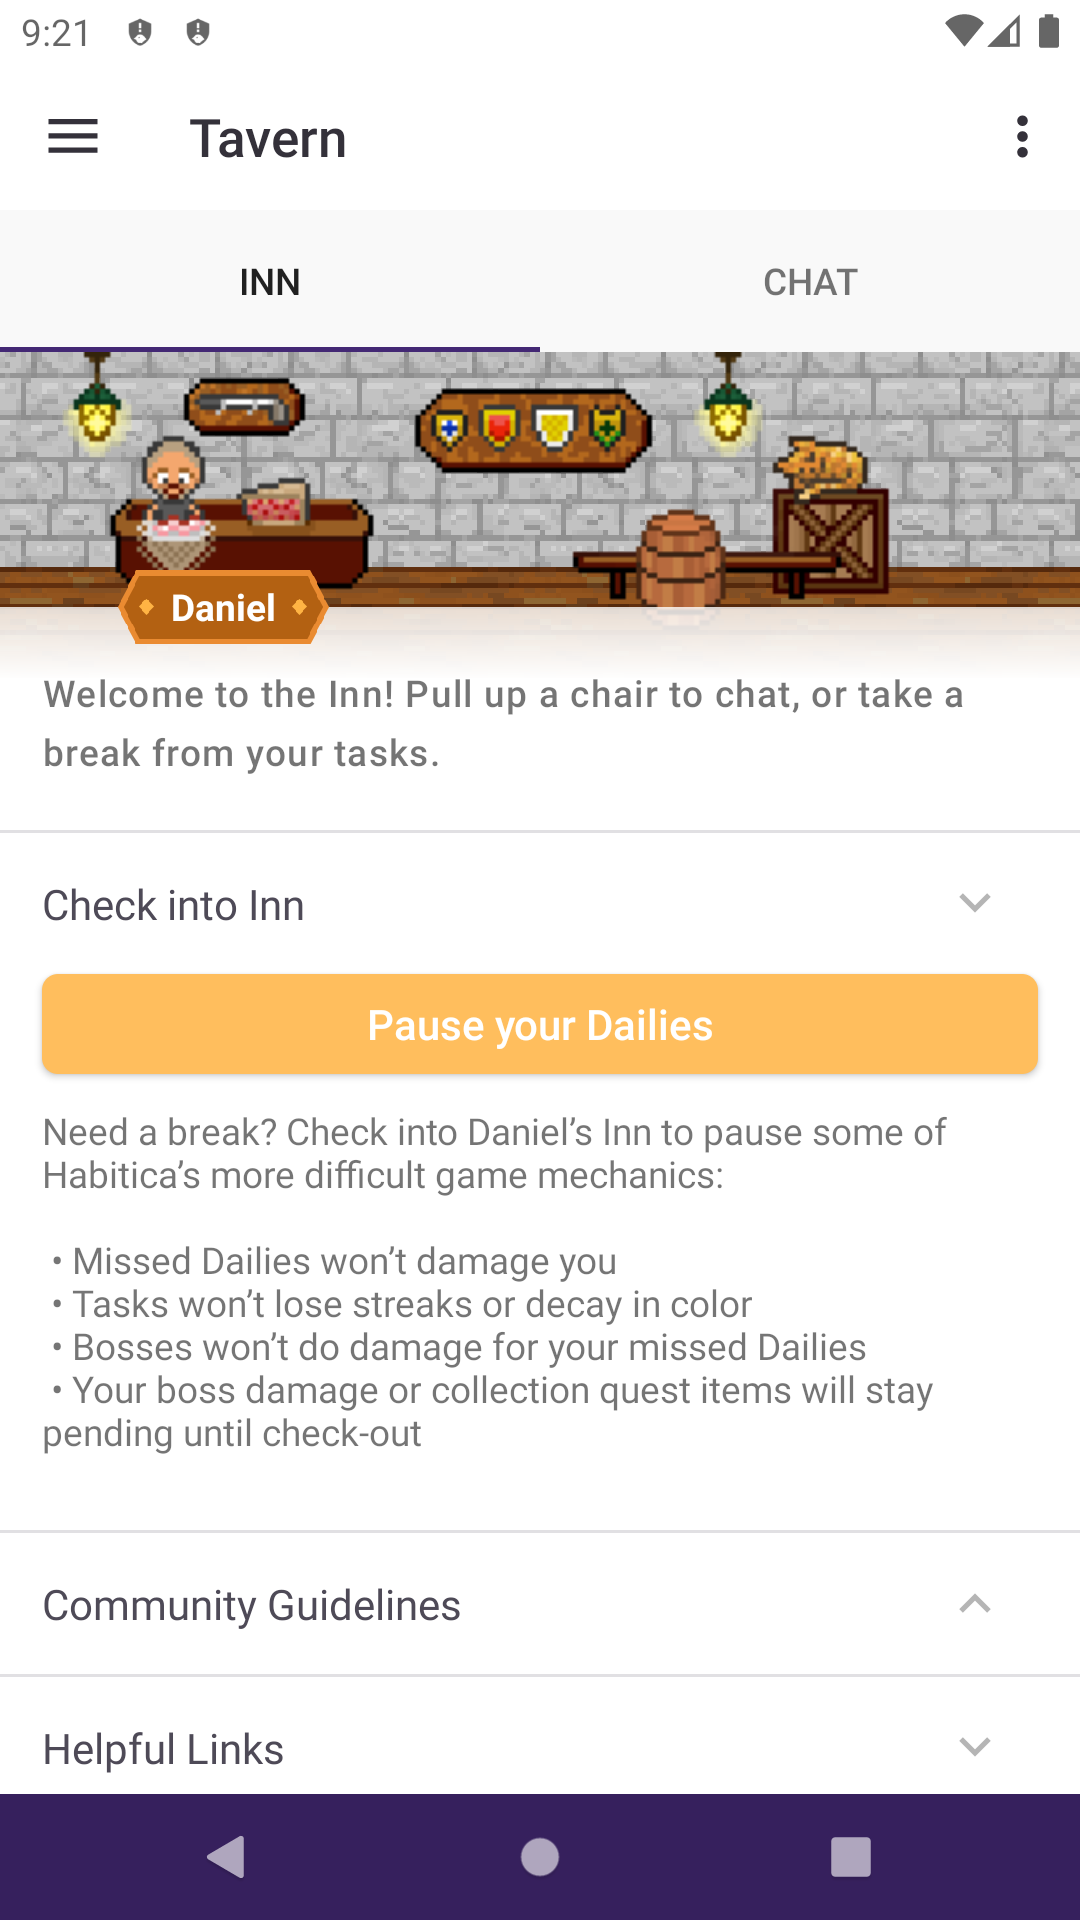 9:21
Tavern
INN
CHAT
Daniel
Welcome to the Inn! Pull up a chair to chat, or take a
break from your tasks.
Check into Inn
Pause your Dailies
Need a break? Check into Daniel’s Inn to pause some of
Habitica’s more difficult game mechanics:
• Missed Dailies won’t damage you
• Tasks won’t lose streaks or decay in color
• Bosses won’t do damage for your missed Dailies
• Your boss damage or collection quest items will stay
pending until check-out
Community Guidelines
Helpful Links